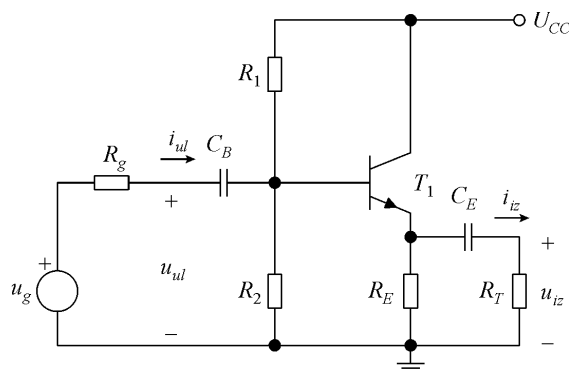 U_CC
R_1
i_ul
C_B
R_g
T_1
C_E
i_iz
+
+
+
u_g
u_ul
R_2
R_E
R_T
u_iz
−
−